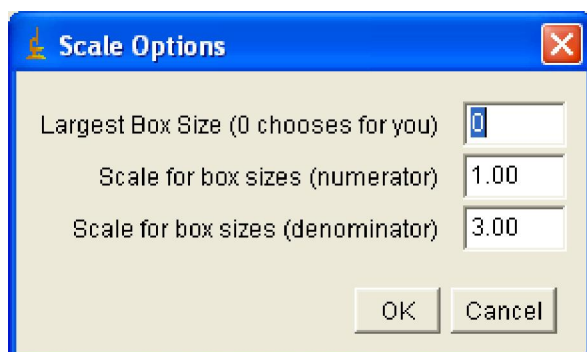 Scale Options
Largest Box Size (0 chooses for you) 0
Scale for box sizes (numerator) 1.00
Scale for box sizes (denominator) 3.00
OK Cancel